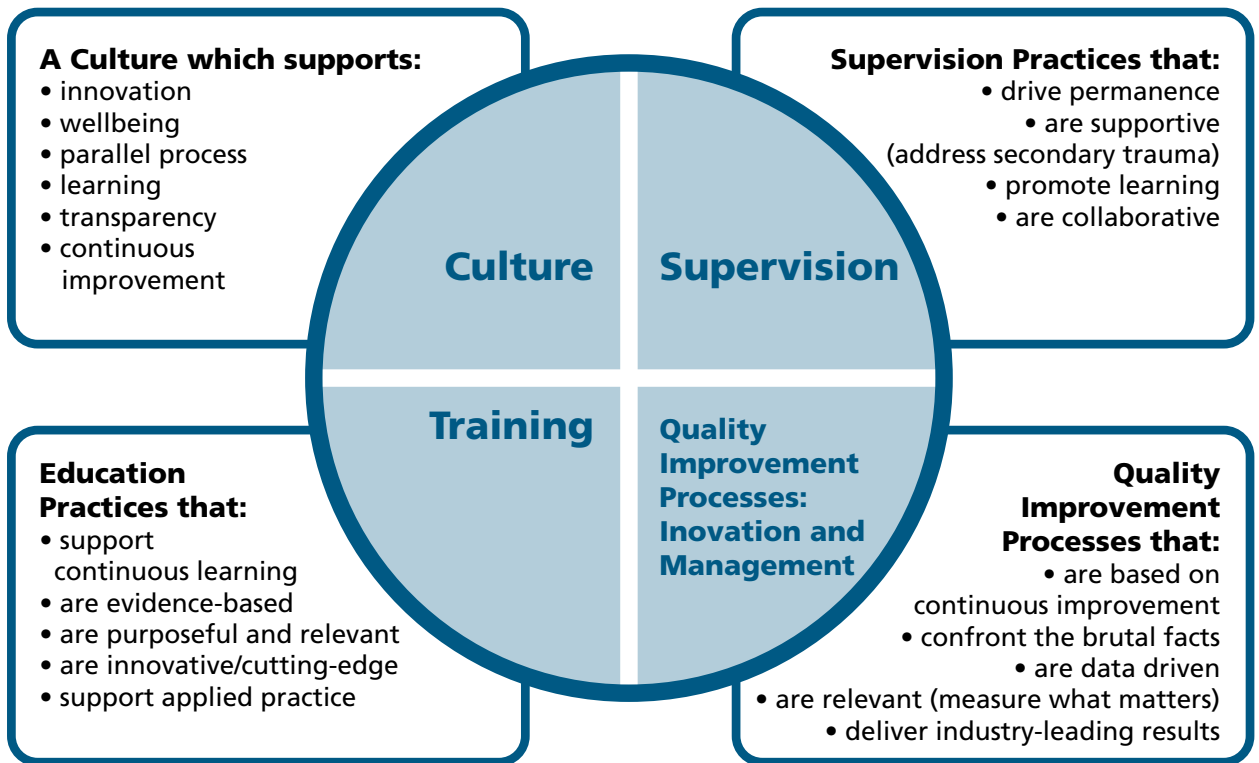 A Culture which supports:
• innovation
• wellbeing
• parallel process
• learning
• transparency
• continuous
improvement
Supervision Practices that:
• drive permanence
• are supportive
(address secondary trauma)
• promote learning
• are collaborative
Culture
Supervision
Training
Quality
Improvement
Processes:
Inovation and
Management
Education
Practices that:
• support
continuous learning
• are evidence-based
• are purposeful and relevant
• are innovative/cutting-edge
• support applied practice
Quality
Improvement
Processes that:
• are based on
continuous improvement
• confront the brutal facts
• are data driven
• are relevant (measure what matters)
• deliver industry-leading results